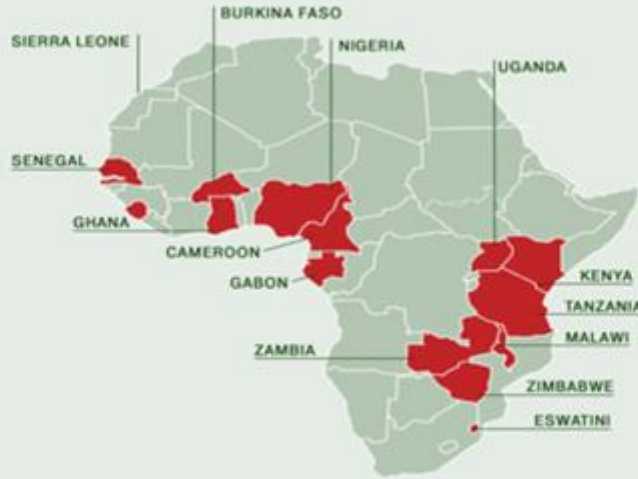 BURKINA FASO
SIERRA LEONE
NIGERIA
UGANDA
SENEGAL
GHANA
CAMEROON
GABON
KENYA
TANZANIA
MALAWI
ZAMBIA
ZIMBABWE
ESWATINI